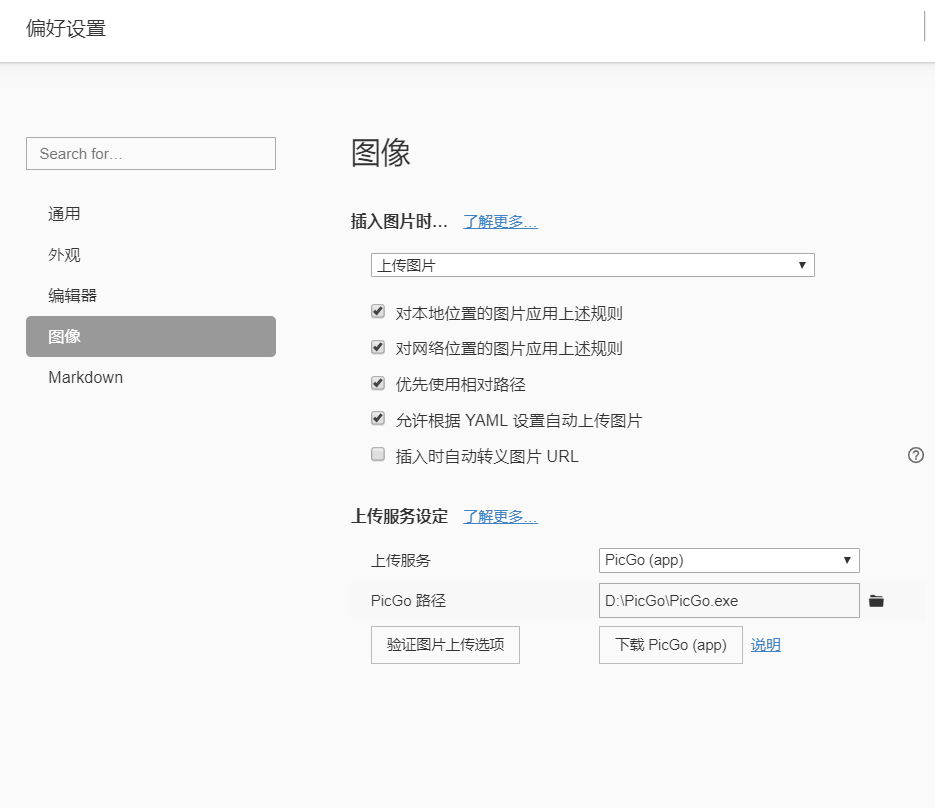 偏好设置
Search for…
通用
外观
编辑器
图像
Markdown
图像
插入图片时… 了解更多…
上传图片
对本地位置的图片应用上述规则
对网络位置的图片应用上述规则
优先使用相对路径
允许根据 YAML 设置自动上传图片
插入时自动转义图片 URL
上传服务设定 了解更多…
上传服务 PicGo (app)
PicGo 路径 D:\PicGo\PicGo.exe
验证图片上传选项 下载 PicGo (app) 说明